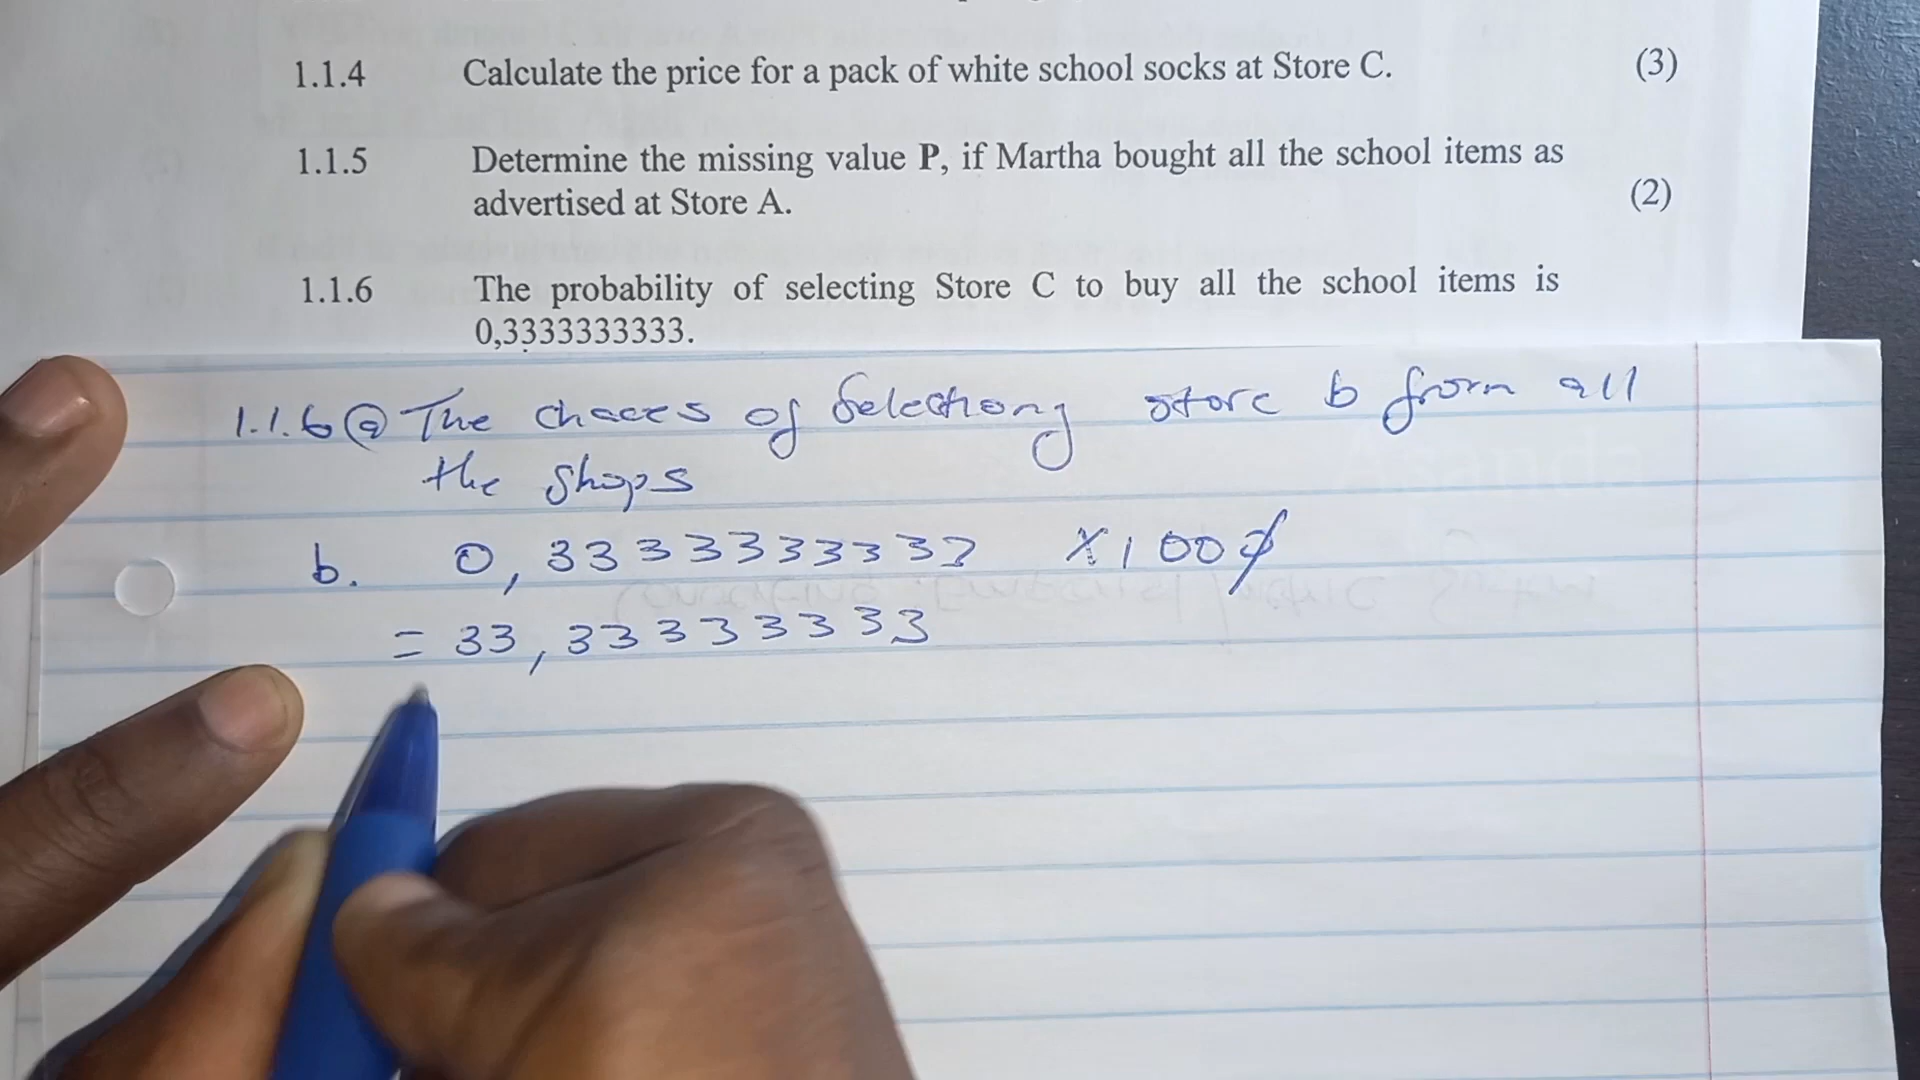 1.1.4 Calculate the price for a pack of white school socks at Store C. (3)
1.1.5 Determine the missing value P, if Martha bought all the school items as
advertised at Store A. (2)
1.1.6 The probability of selecting Store C to buy all the school items is
0,3333333333.
1.1.6 (a) The chaces of Selectiong store b from all
the shops
b. 0,3333333333 X100%
= 33,33333333